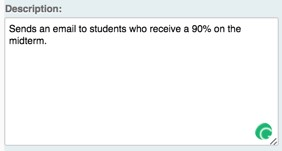 Description:
Sends an email to students who receive a 90% on the
midterm.